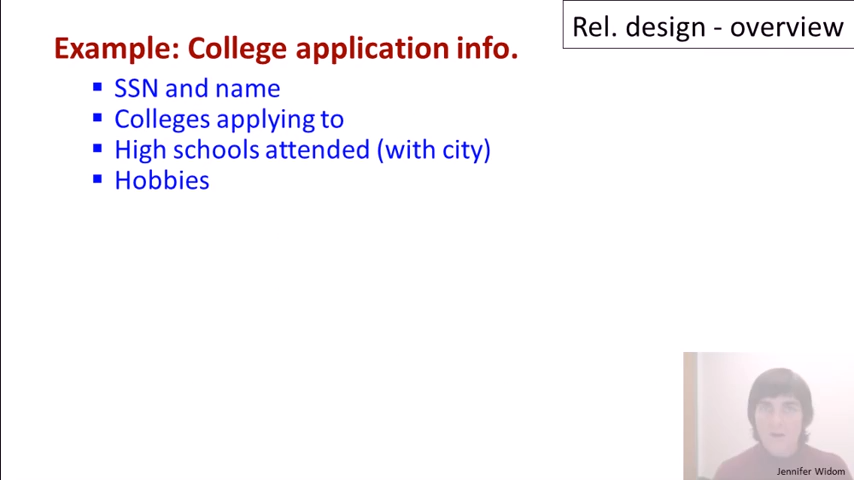 Rel. design - overview
Example: College application info.
▪ SSN and name
▪ Colleges applying to
▪ High schools attended (with city)
▪ Hobbies
Jennifer Widom